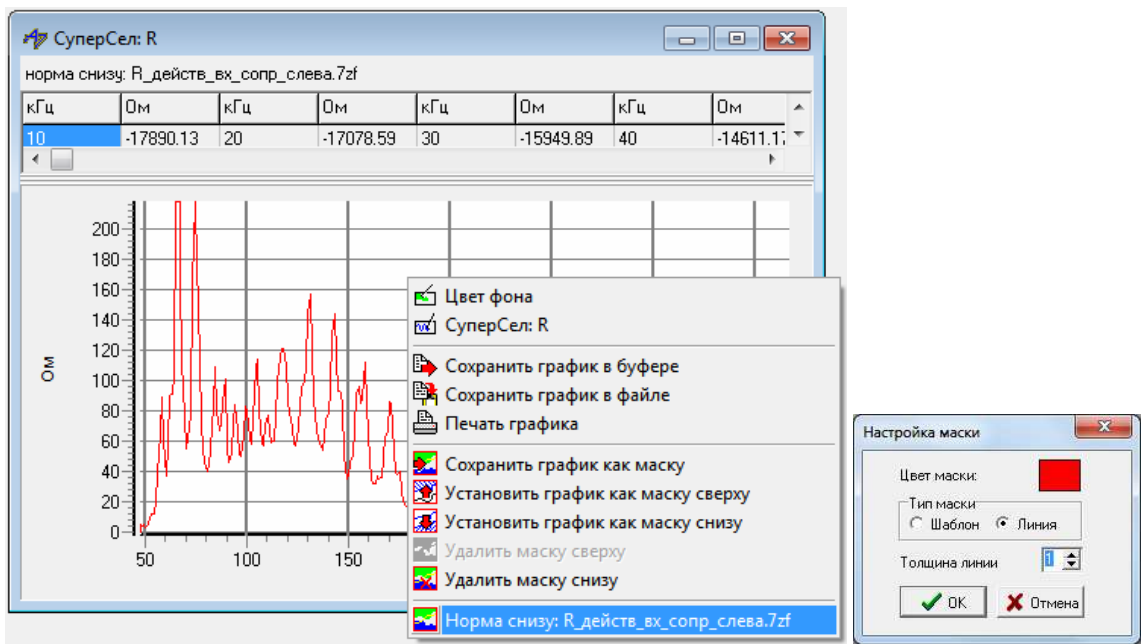 СуперСел: R
норма снизу: R_действ_вх_сопр_слева.7zf
кГц Ом кГц Ом кГц Ом кГц Ом
10 -17890.13 20 -17078.59 30 -15949.89 40 -14611.17
200
180
160
140
120
100
80
60
40
20
0
Ом
50 100 150
Цвет фона
СуперСел: R
Сохранить график в буфере
Сохранить график в файле
Печать графика
Сохранить график как маску
Установить график как маску сверху
Установить график как маску снизу
Удалить маску сверху
Удалить маску снизу
Норма снизу: R_действ_вх_сопр_слева.7zf
Настройка маски
Цвет маски:
Тип маски
Шаблон Линия
Толщина линии 1
OK Отмена